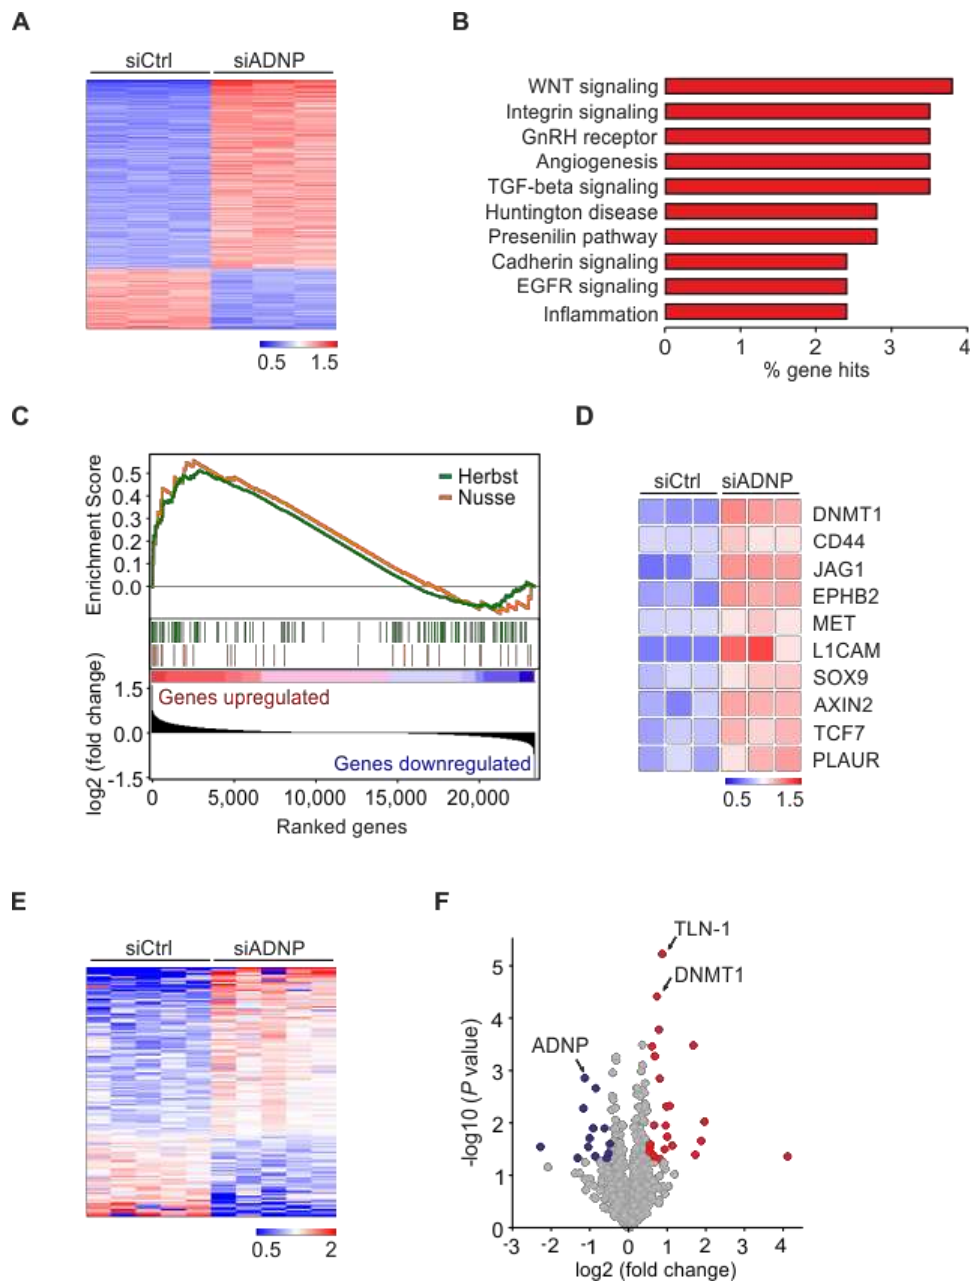 A
siCtrl siADNP
0.5 1.5
B
WNT signaling
Integrin signaling
GnRH receptor
Angiogenesis
TGF-beta signaling
Huntington disease
Presenilin pathway
Cadherin signaling
EGFR signaling
Inflammation
0 1 2 3 4
% gene hits
C
Enrichment Score
0.5
0.4
0.3
0.2
0.1
0.0
Herbst
Nusse
log2 (fold change)
1.5
0.0
-1.5
Genes upregulated
Genes downregulated
0 5,000 10,000 15,000 20,000
Ranked genes
D
siCtrl siADNP
DNMT1
CD44
JAG1
EPHB2
MET
L1CAM
SOX9
AXIN2
TCF7
PLAUR
0.5 1.5
E
siCtrl siADNP
0.5 2
F
TLN-1
DNMT1
ADNP
-log10 (P value)
5
4
3
2
1
0
-3 -2 -1 0 1 2 3 4
log2 (fold change)